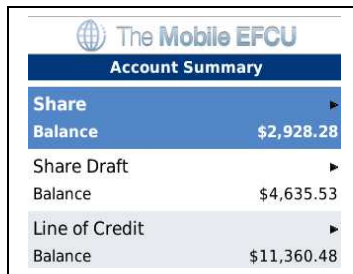 The Mobile EFCU
Account Summary
Share
Balance $2,928.28
Share Draft
Balance $4,635.53
Line of Credit
Balance $11,360.48